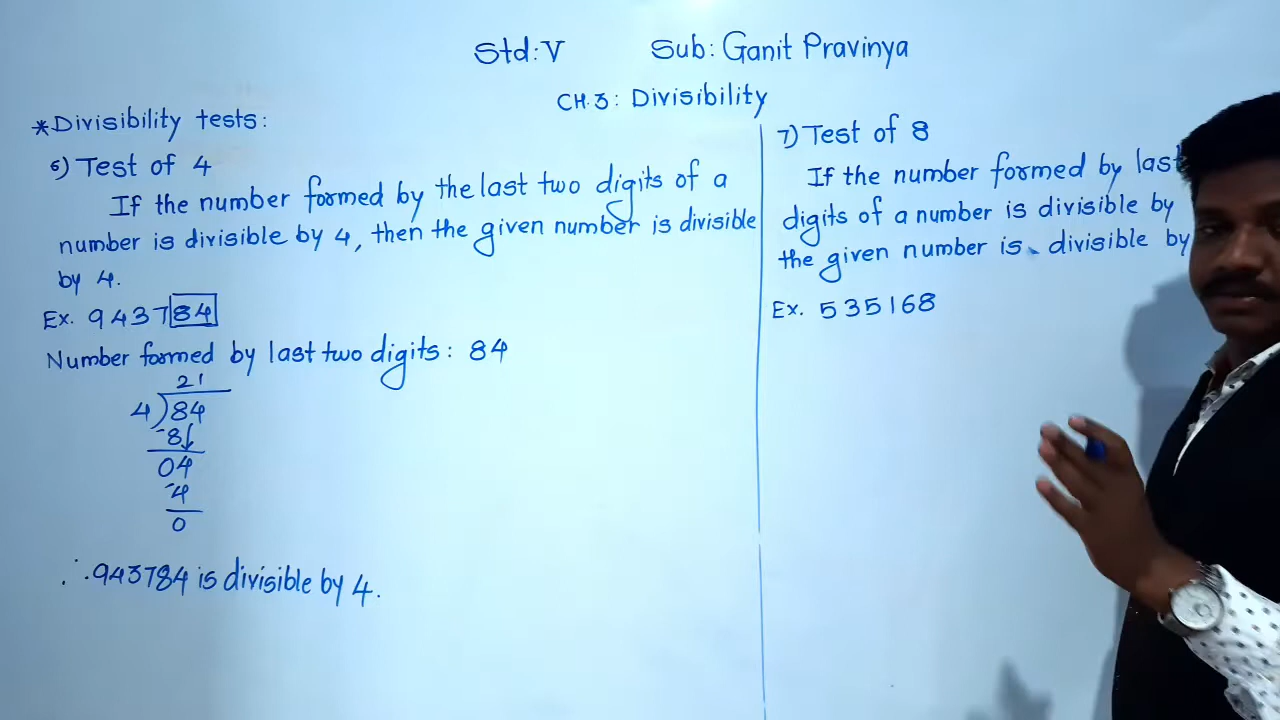 Std: V Sub: Ganit Pravinya
CH.3: Divisibility
*Divisibility tests:
6) Test of 4
If the number formed by the last two digits of a
number is divisible by 4, then the given number is divisible
by 4.
Ex. 943784
Number formed by last two digits: 84
21
4)84
-8↓
04
-4
0
∴ 943784 is divisible by 4.
7) Test of 8
If the number formed by last
digits of a number is divisible by
the given number is divisible by
Ex. 535168